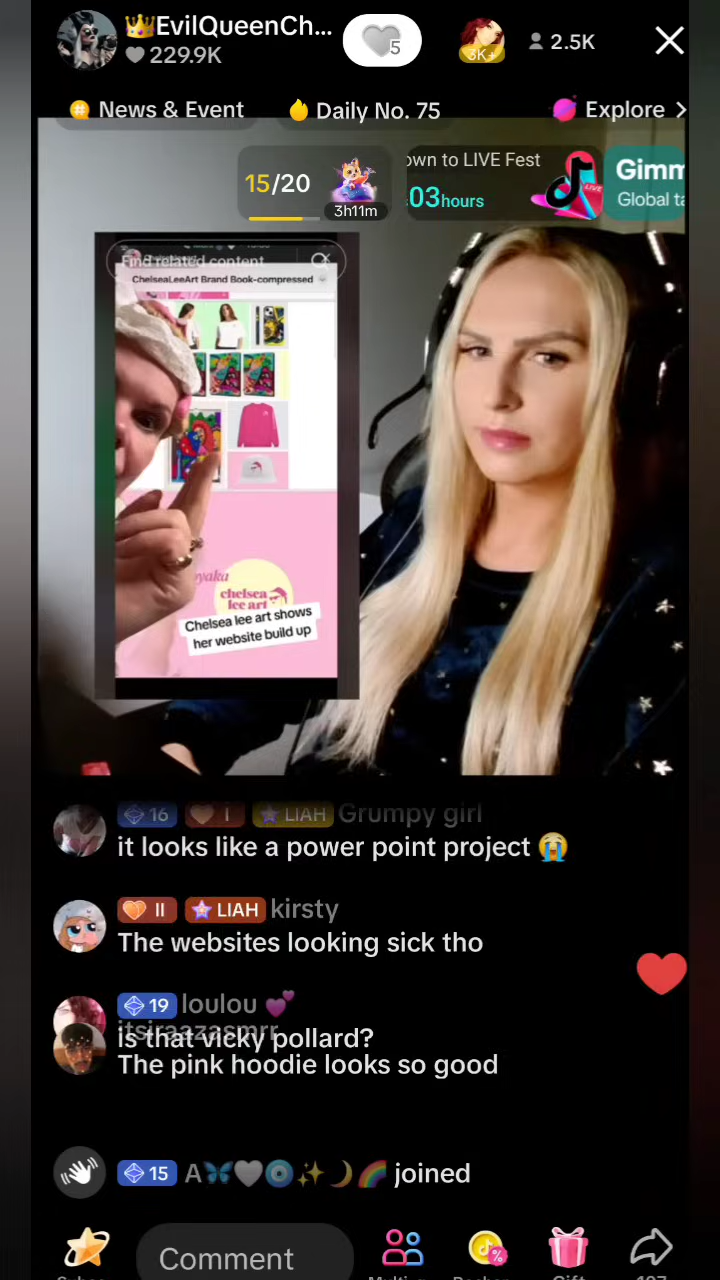 👑EvilQueenCh...
229.9K
5
3K+
2.5K
News & Event
Daily No. 75
Explore >
15/20
3h11m
own to LIVE Fest
03hours
LIVE
Gimm
Global ta
Find related content
ChelseaLeeArt Brand Book-compressed
chelsea
lee art
Chelsea lee art shows
her website build up
16 I LIAH Grumpy girl
it looks like a power point project 😭
II LIAH kirsty
The websites looking sick tho
19 loulou 💕
is that vicky pollard?
itsiraazasmrr
The pink hoodie looks so good
15 A🦋🤍🧿✨🌙🌈 joined
Comment